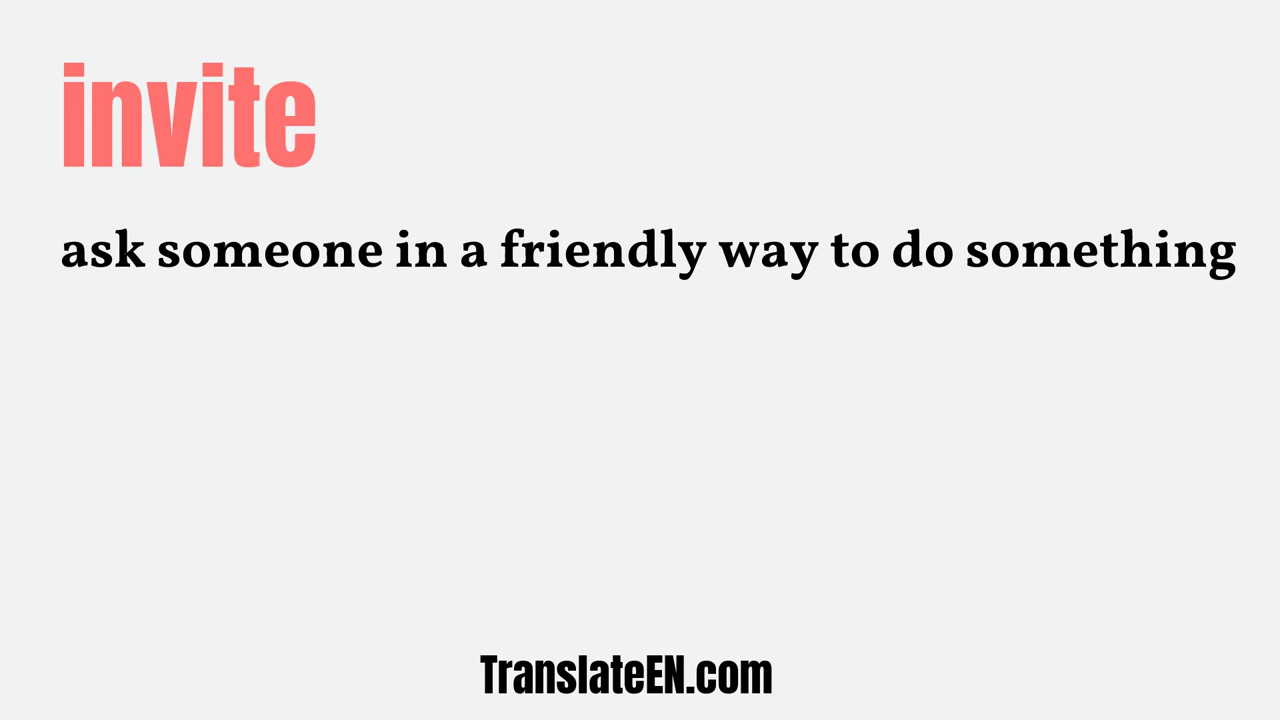 invite
ask someone in a friendly way to do something
TranslateEN.com